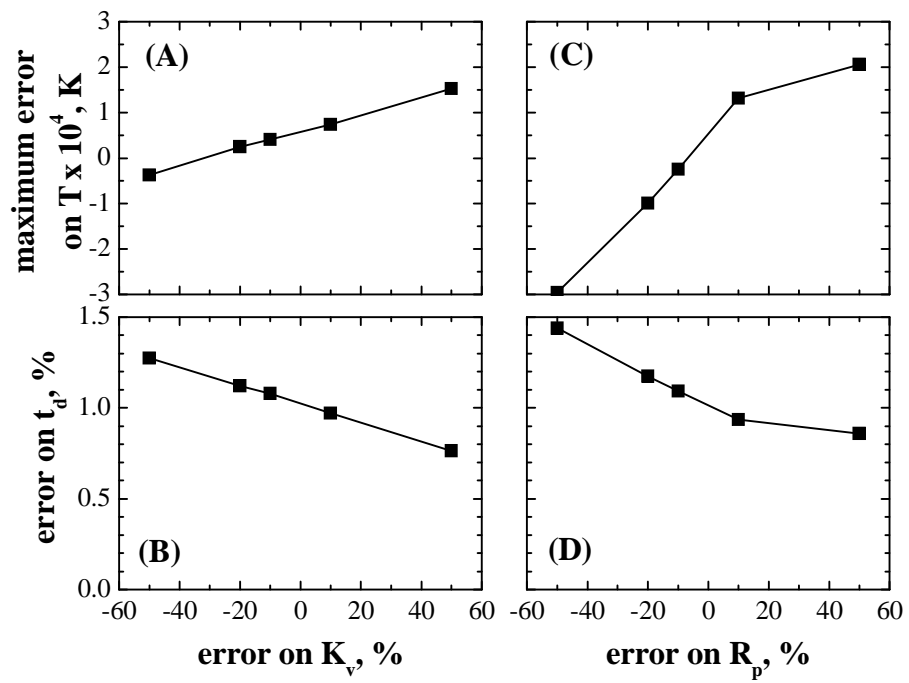 maximum error
on T x 10⁴, K
3
2
1
0
-1
-2
-3
(A)
(C)
error on t_d, %
1.5
1.0
0.5
0.0
(B)
(D)
-60 -40 -20 0 20 40 60
-60 -40 -20 0 20 40 60
error on K_v, %
error on R_p, %